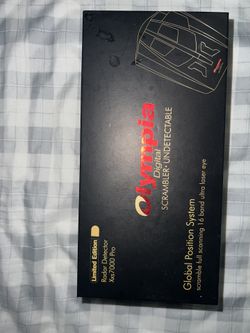 Olympia
Digital
SCRAMBLER • UNDETECTABLE
Limited Edition
Radar Detector
Xxr7000 Pro
Global Position System
scramble full scanning 16 band ultra laser eye